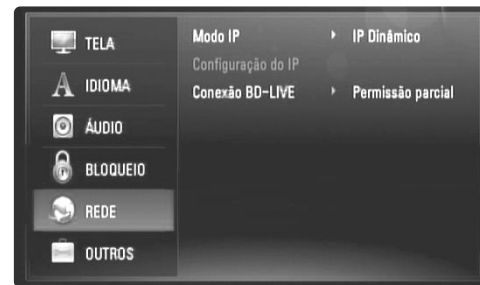 TELA
IDIOMA
ÁUDIO
BLOQUEIO
REDE
OUTROS
Modo IP
IP Dinâmico
Configuração do IP
Conexão BD-LIVE
Permissão parcial